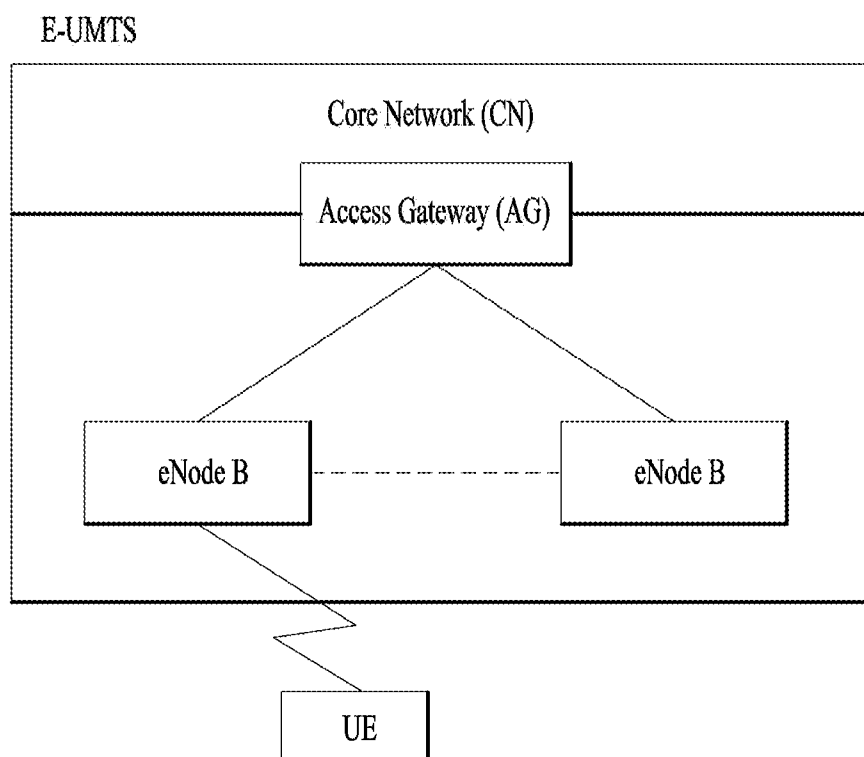 E-UMTS
Core Network (CN)
Access Gateway (AG)
eNode B
eNode B
UE